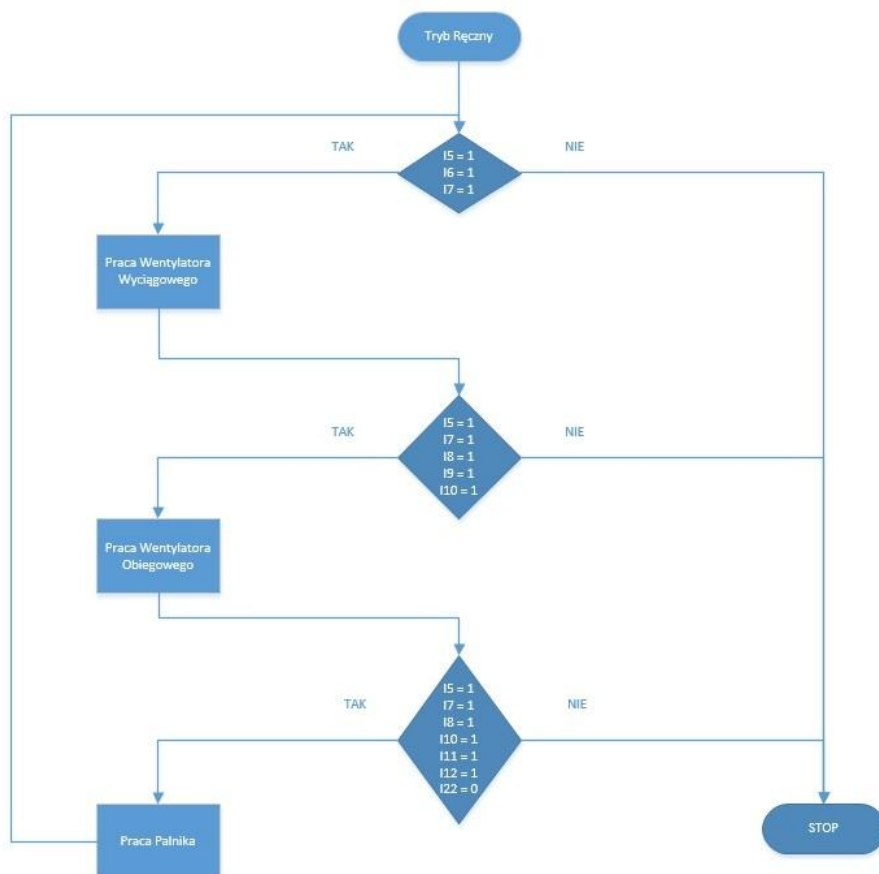 Tryb Ręczny
TAK
NIE
I5 = 1
I6 = 1
I7 = 1
Praca Wentylatora
Wyciągowego
TAK
NIE
I5 = 1
I7 = 1
I8 = 1
I9 = 1
I10 = 1
Praca Wentylatora
Obiegowego
TAK
NIE
I5 = 1
I7 = 1
I8 = 1
I10 = 1
I11 = 1
I12 = 1
I22 = 0
Praca Palnika
STOP